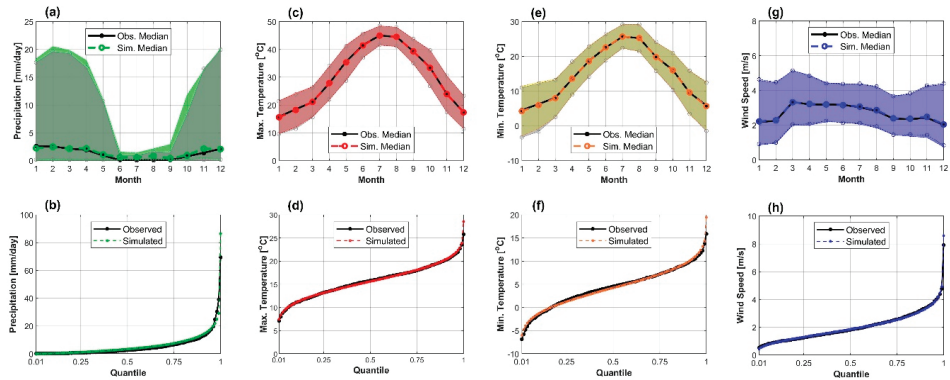 (a)
Obs. Median
Sim. Median
Precipitation [mm/day]
25
20
15
10
5
0
1 2 3 4 5 6 7 8 9 10 11 12
Month
(c)
Obs. Median
Sim. Median
Max. Temperature [°C]
50
40
30
20
10
0
1 2 3 4 5 6 7 8 9 10 11 12
Month
(e)
Obs. Median
Sim. Median
Min. Temperature [°C]
30
20
10
0
-10
1 2 3 4 5 6 7 8 9 10 11 12
Month
(g)
Obs. Median
Sim. Median
Wind Speed [m/s]
8
6
4
2
0
1 2 3 4 5 6 7 8 9 10 11 12
Month
(b)
Observed
Simulated
Precipitation [mm/day]
100
80
60
40
20
0
0.01 0.25 0.5 0.75 1
Quantile
(d)
Observed
Simulated
Max. Temperature [°C]
30
25
20
15
10
5
0
0.01 0.25 0.5 0.75 1
Quantile
(f)
Observed
Simulated
Min. Temperature [°C]
20
15
10
5
0
-5
-10
0.01 0.25 0.5 0.75 1
Quantile
(h)
Observed
Simulated
Wind Speed [m/s]
10
8
6
4
2
0
0.01 0.25 0.5 0.75 1
Quantile